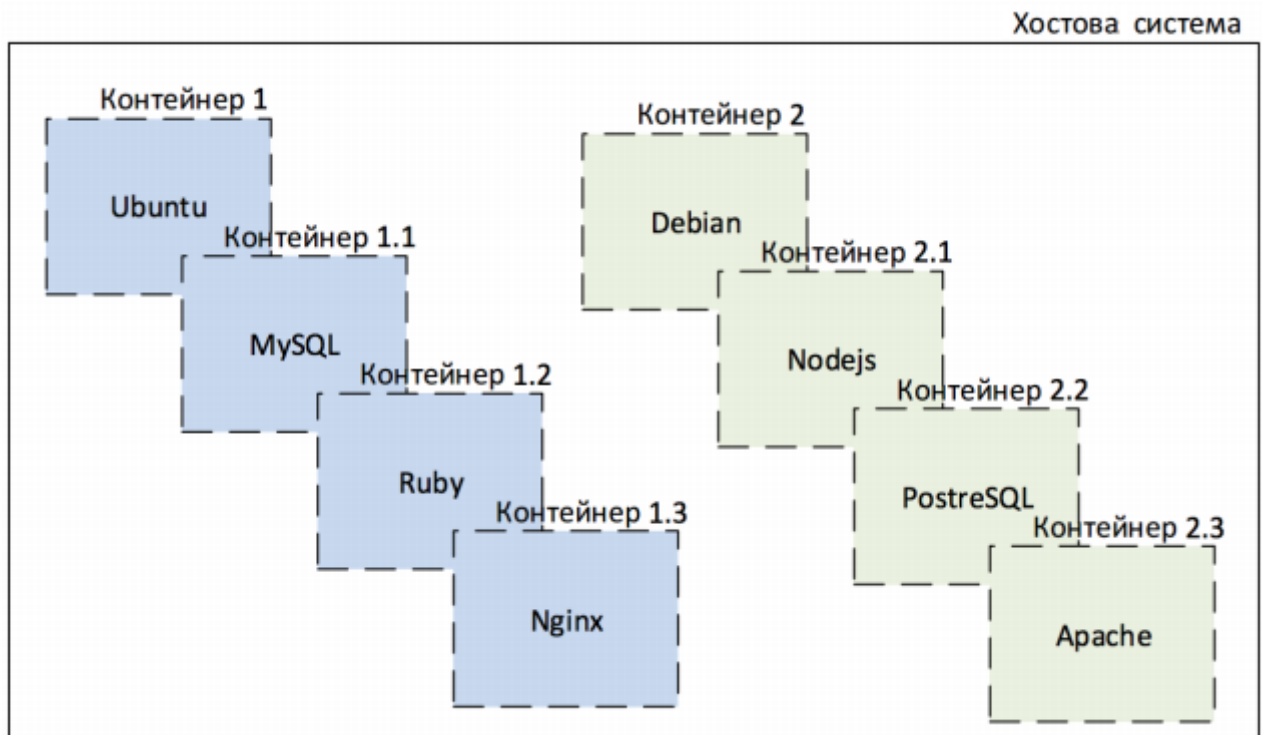 Хостова система
Контейнер 1
Ubuntu
Контейнер 1.1
MySQL
Контейнер 1.2
Ruby
Контейнер 1.3
Nginx
Контейнер 2
Debian
Контейнер 2.1
Nodejs
Контейнер 2.2
PostreSQL
Контейнер 2.3
Apache